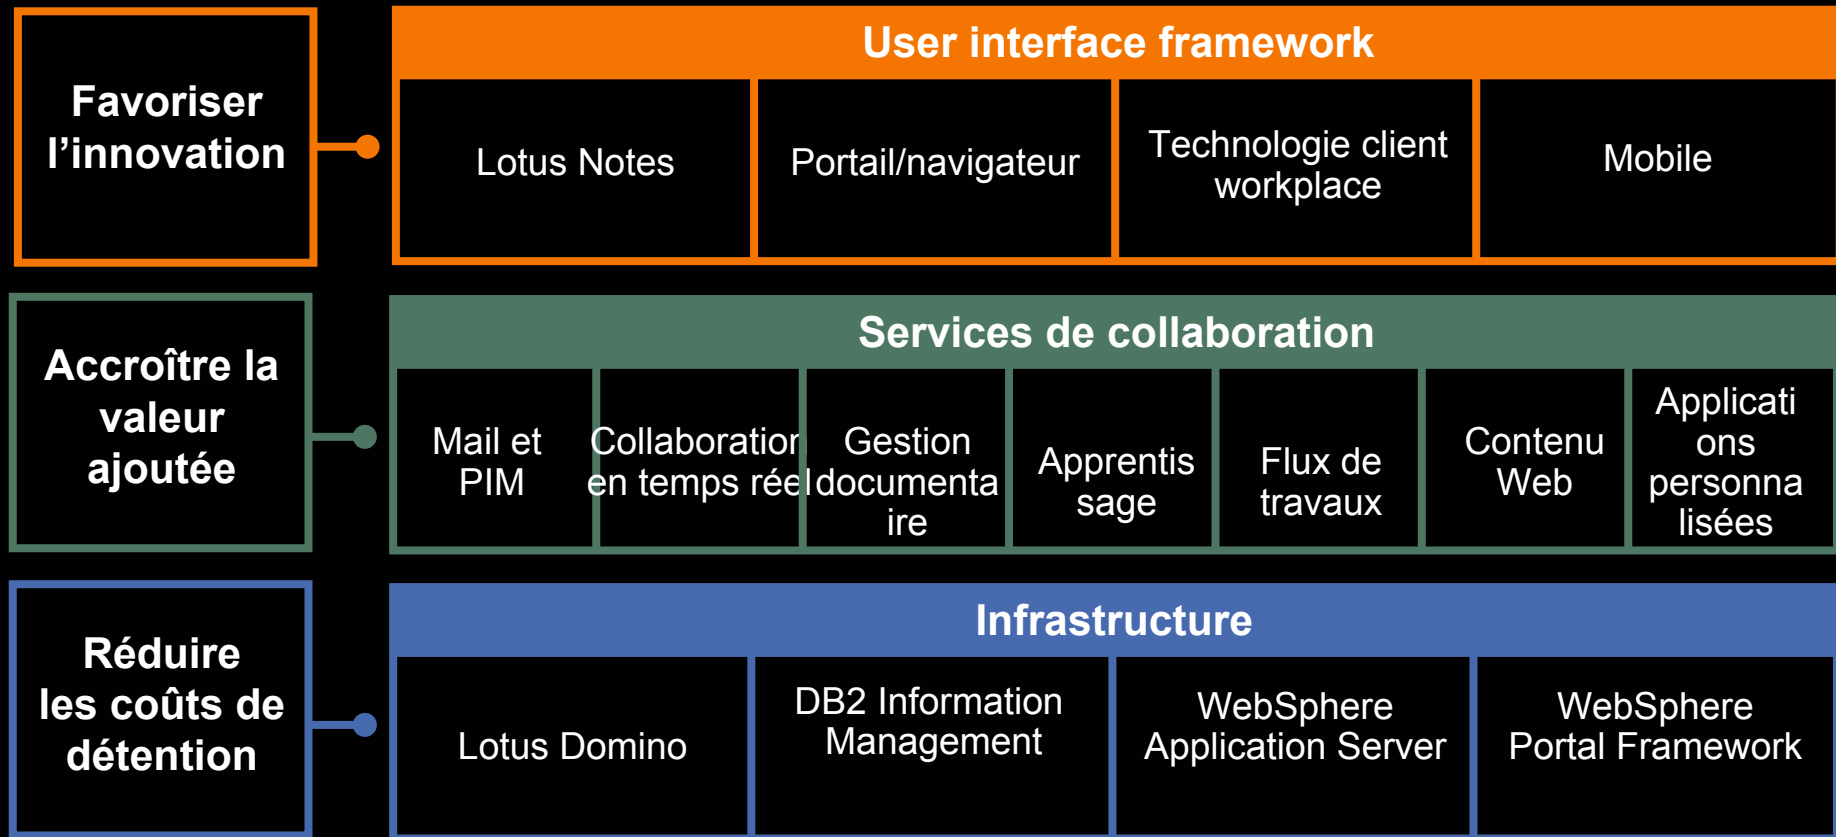 Favoriser
l’innovation
User interface framework
Lotus Notes
Portail/navigateur
Technologie client
workplace
Mobile
Accroître la
valeur
ajoutée
Services de collaboration
Mail et
PIM
Collaboration
en temps réel
Gestion
documenta
ire
Apprentis
sage
Flux de
travaux
Contenu
Web
Applicati
ons
personna
lisées
Réduire
les coûts de
détention
Infrastructure
Lotus Domino
DB2 Information
Management
WebSphere
Application Server
WebSphere
Portal Framework